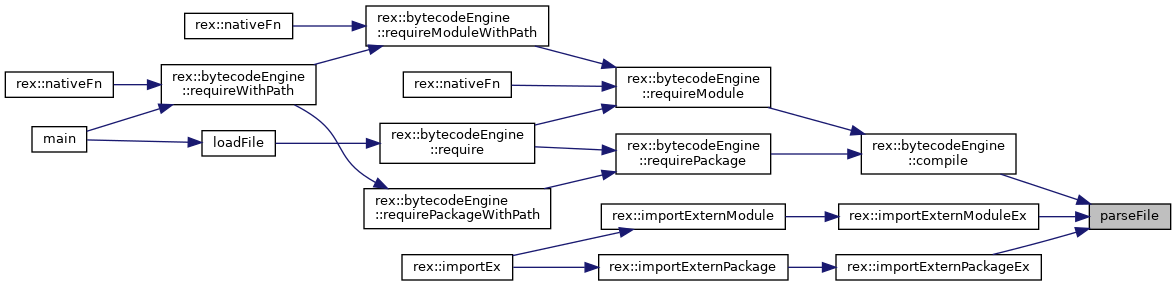 rex::nativeFn
rex::bytecodeEngine
::requireModuleWithPath
rex::nativeFn
rex::bytecodeEngine
::requireWithPath
rex::nativeFn
rex::bytecodeEngine
::requireModule
main
loadFile
rex::bytecodeEngine
::require
rex::bytecodeEngine
::requirePackage
rex::bytecodeEngine
::compile
rex::bytecodeEngine
::requirePackageWithPath
rex::importExternModule
rex::importExternModuleEx
parseFile
rex::importEx
rex::importExternPackage
rex::importExternPackageEx